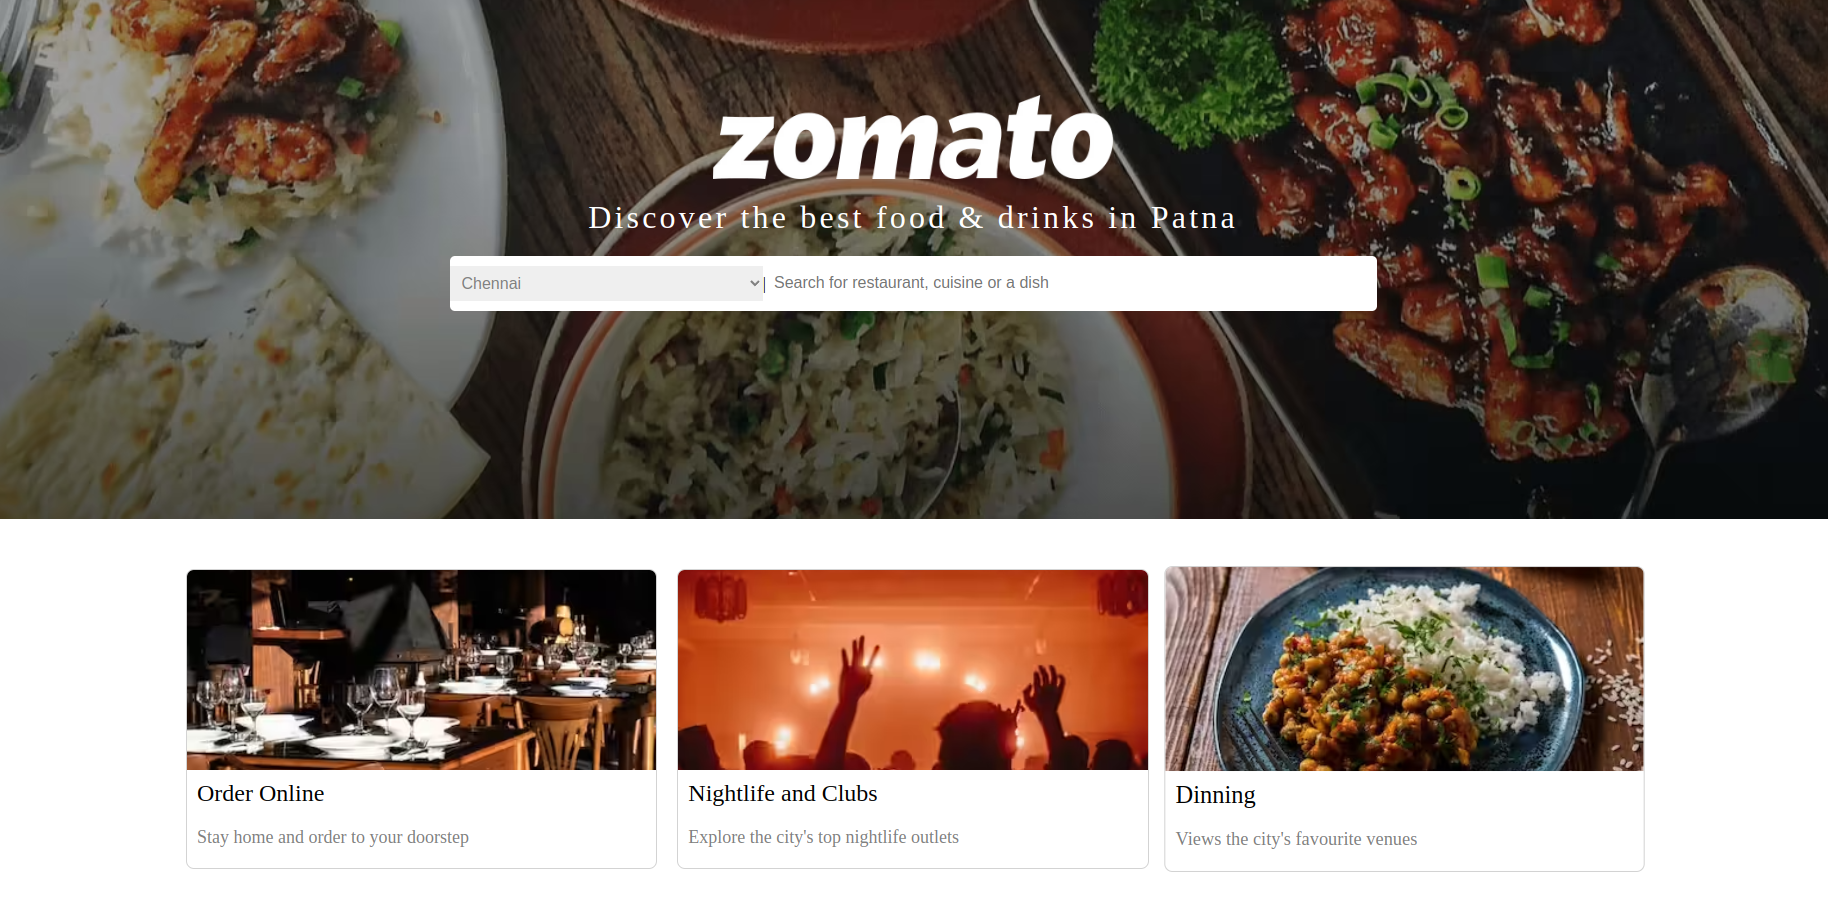 zomato
Discover the best food & drinks in Patna
Chennai | Search for restaurant, cuisine or a dish
Order Online
Stay home and order to your doorstep
Nightlife and Clubs
Explore the city's top nightlife outlets
Dinning
Views the city's favourite venues